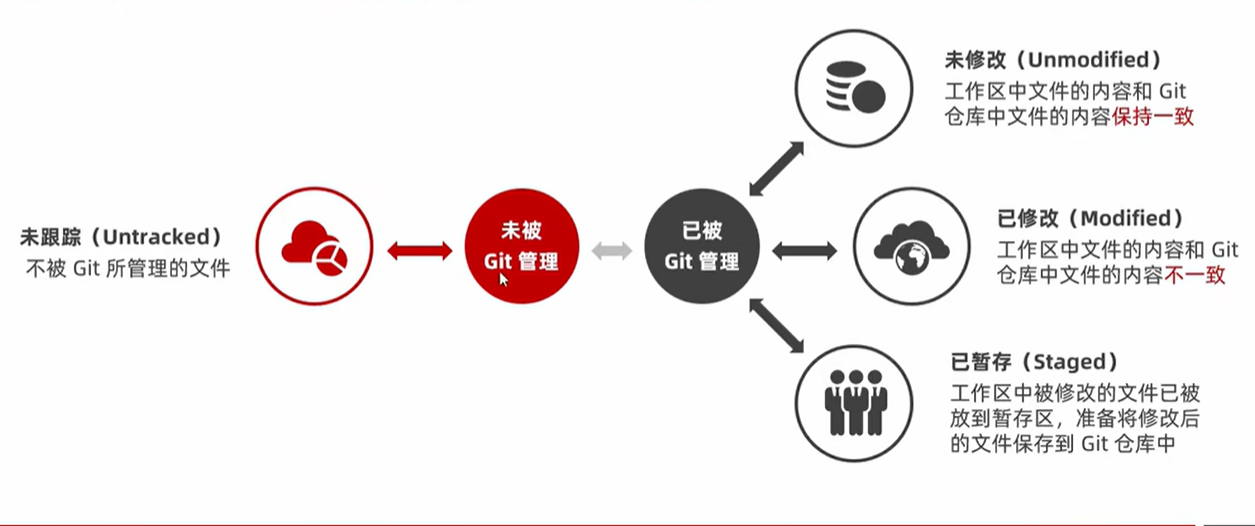 未跟踪（Untracked）
不被 Git 所管理的文件
未被
Git 管理
已被
Git 管理
未修改（Unmodified）
工作区中文件的内容和 Git
仓库中文件的内容保持一致
已修改（Modified）
工作区中文件的内容和 Git
仓库中文件的内容不一致
已暂存（Staged）
工作区中被修改的文件已被
放到暂存区，准备将修改后
的文件保存到 Git 仓库中